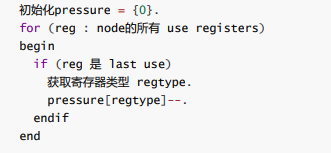 初始化pressure = {0}.
for (reg : node的所有 use registers)
begin
if (reg 是 last use)
获取寄存器类型 regtype.
pressure[regtype]--.
endif
end